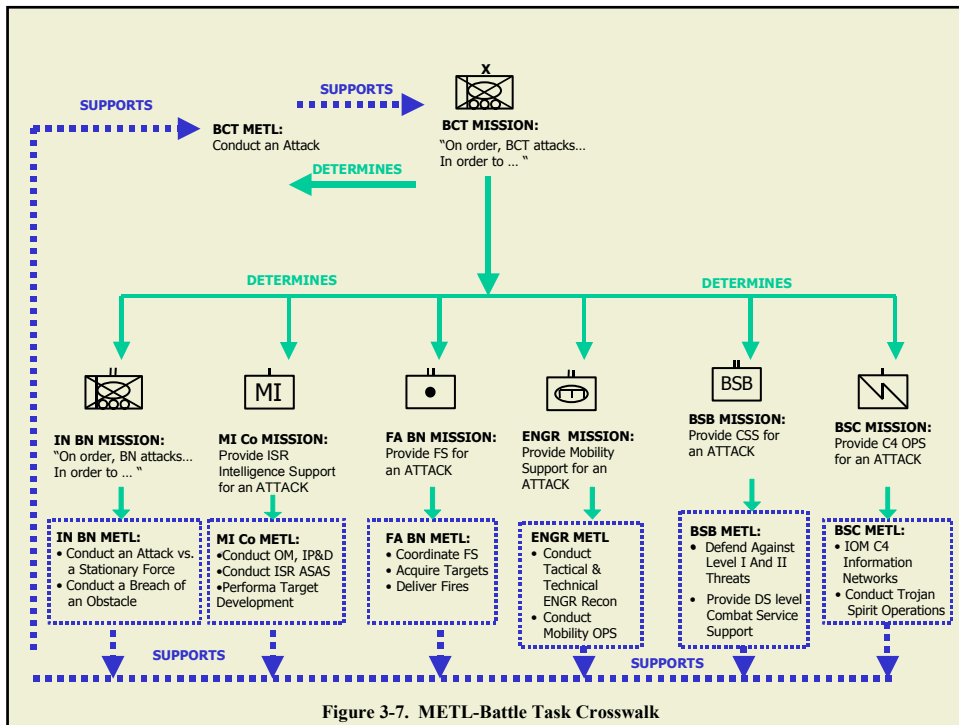 X
SUPPORTS
SUPPORTS
BCT METL:
Conduct an Attack
BCT MISSION:
“On order, BCT attacks…
In order to … “
DETERMINES
DETERMINES
DETERMINES
MI
BSB
IN BN MISSION:
“On order, BN attacks…
In order to … “
MI Co MISSION:
Provide ISR
Intelligence Support
for an ATTACK
FA BN MISSION:
Provide FS for
an ATTACK
ENGR MISSION:
Provide Mobility
Support for an
ATTACK
BSB MISSION:
Provide CSS for
an ATTACK
BSC MISSION:
Provide C4 OPS
for an ATTACK
IN BN METL:
• Conduct an Attack vs.
a Stationary Force
• Conduct a Breach of
an Obstacle
MI Co METL:
•Conduct OM, IP&D
•Conduct ISR ASAS
•Performa Target
Development
FA BN METL:
• Coordinate FS
• Acquire Targets
• Deliver Fires
ENGR METL
• Conduct
Tactical &
Technical
ENGR Recon
• Conduct
Mobility OPS
BSB METL:
• Defend Against
Level I And II
Threats
• Provide DS level
Combat Service
Support
BSC METL:
• IOM C4
Information
Networks
• Conduct Trojan
Spirit Operations
SUPPORTS
SUPPORTS
Figure 3-7. METL-Battle Task Crosswalk